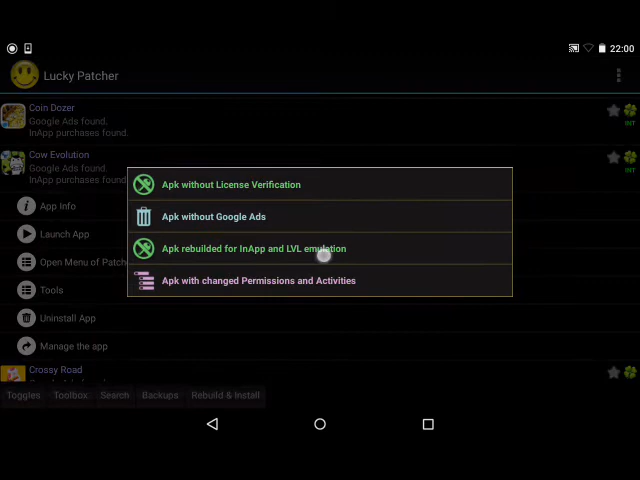 22:00
Lucky Patcher
Coin Dozer
Google Ads found.
InApp purchases found.
INT
Cow Evolution
Google Ads found.
InApp purchases found.
INT
Apk without License Verification
Apk without Google Ads
Apk rebuilded for InApp and LVL emulation
Apk with changed Permissions and Activities
App Info
Launch App
Open Menu of Patch
Tools
Uninstall App
Manage the app
Crossy Road
Toggles Toolbox Search Backups Rebuild & Install